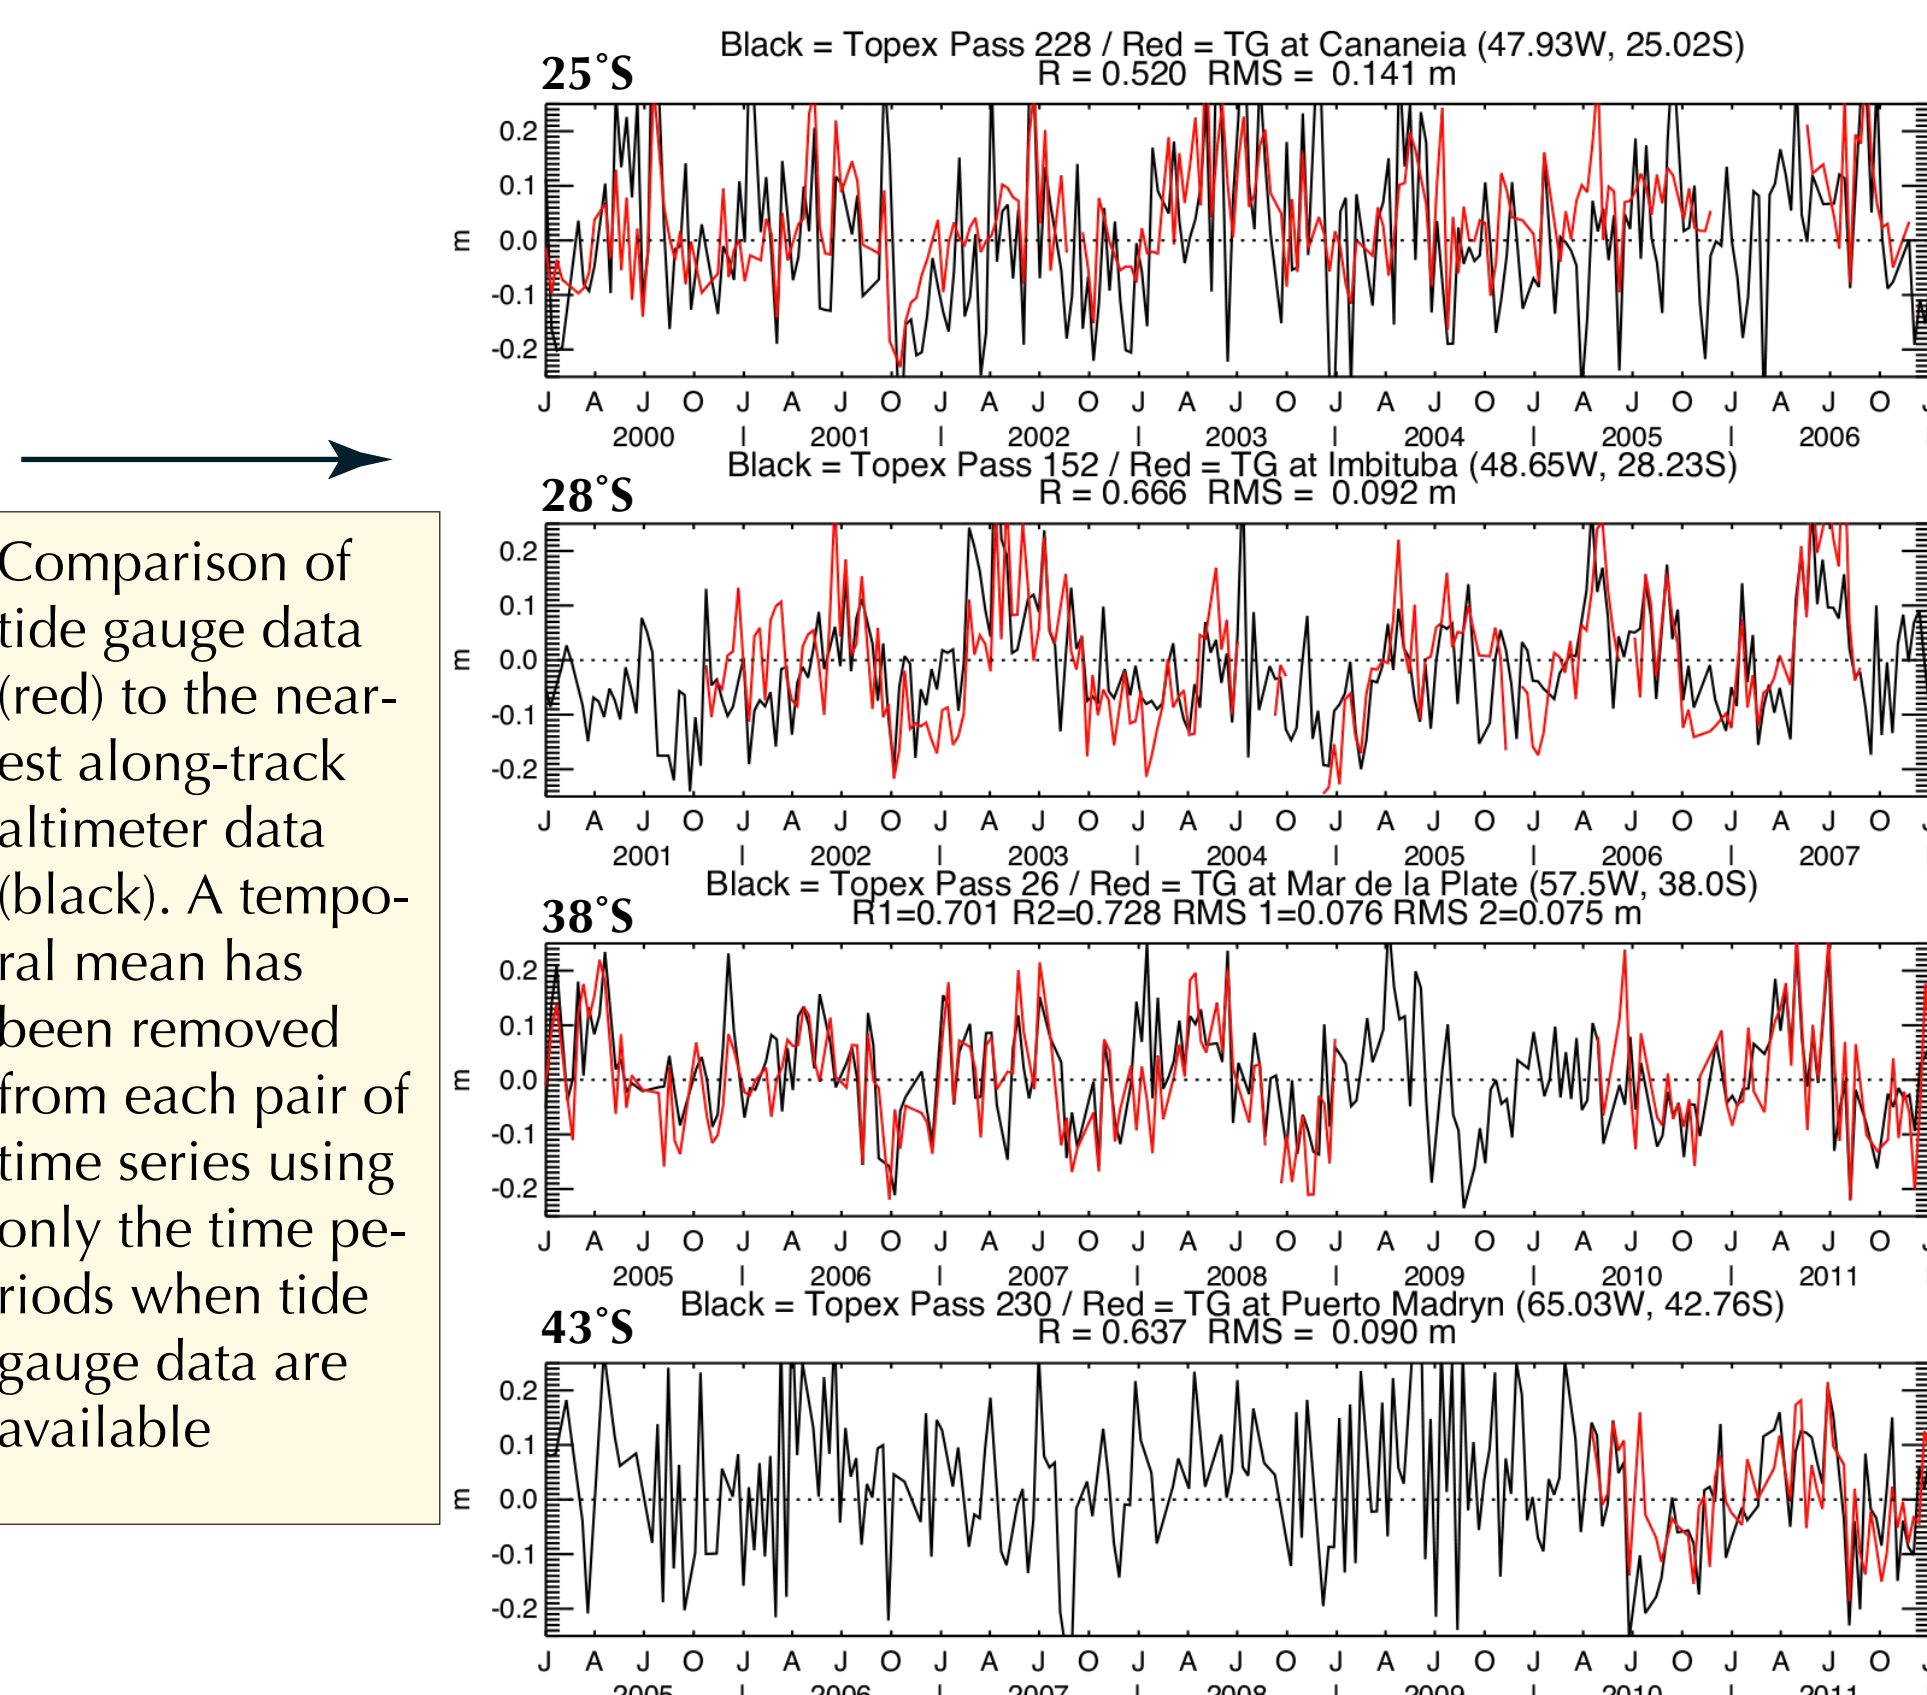 Comparison of
tide gauge data
(red) to the near-
est along-track
altimeter data
(black). A tempo-
ral mean has
been removed
from each pair of
time series using
only the time pe-
riods when tide
gauge data are
available
Black = Topex Pass 228 / Red = TG at Cananeia (47.93W, 25.02S)
25°S R = 0.520 RMS = 0.141 m
0.2
0.1
0.0
-0.1
-0.2
m
J A J O J A J O J A J O J A J O J A J O J A J O J A J O J
2000 | 2001 | 2002 | 2003 | 2004 | 2005 | 2006
Black = Topex Pass 152 / Red = TG at Imbituba (48.65W, 28.23S)
28°S R = 0.666 RMS = 0.092 m
0.2
0.1
0.0
-0.1
-0.2
m
J A J O J A J O J A J O J A J O J A J O J A J O J A J O J
2001 | 2002 | 2003 | 2004 | 2005 | 2006 | 2007
Black = Topex Pass 26 / Red = TG at Mar de la Plate (57.5W, 38.0S)
38°S R1=0.701 R2=0.728 RMS 1=0.076 RMS 2=0.075 m
0.2
0.1
0.0
-0.1
-0.2
m
J A J O J A J O J A J O J A J O J A J O J A J O J A J O J
2005 | 2006 | 2007 | 2008 | 2009 | 2010 | 2011
Black = Topex Pass 230 / Red = TG at Puerto Madryn (65.03W, 42.76S)
43°S R = 0.637 RMS = 0.090 m
0.2
0.1
0.0
-0.1
-0.2
m
J A J O J A J O J A J O J A J O J A J O J A J O J A J O J
2005 | 2006 | 2007 | 2008 | 2009 | 2010 | 2011